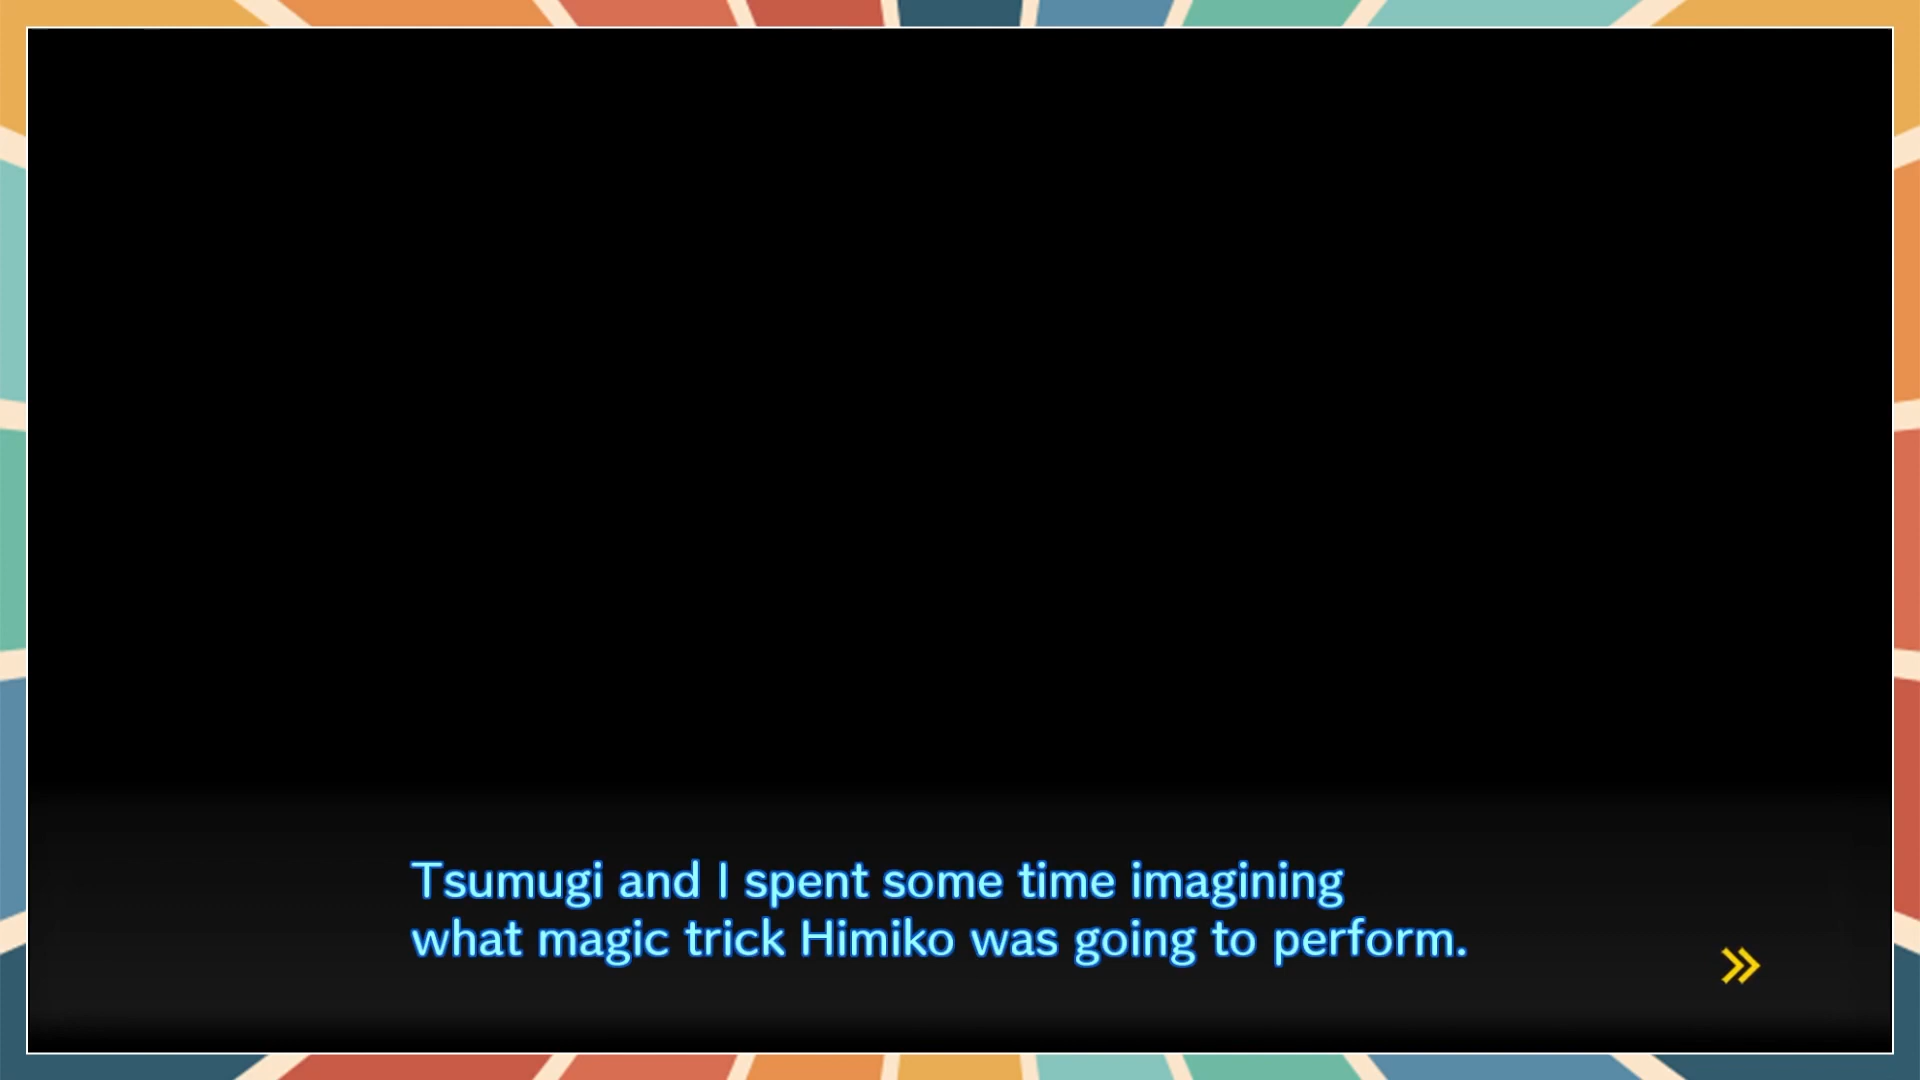 Tsumugi and I spent some time imagining
what magic trick Himiko was going to perform.